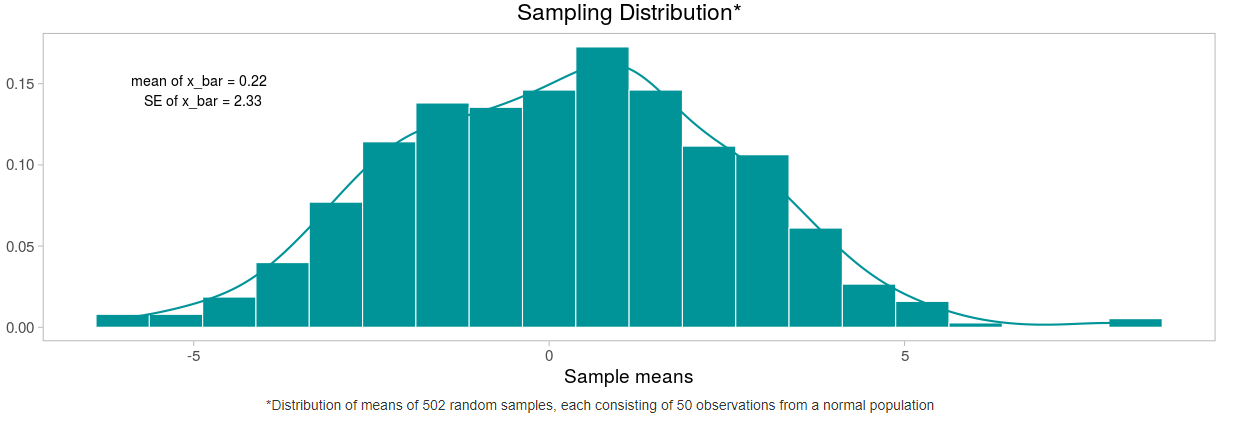 Sampling Distribution*
mean of x_bar = 0.22
SE of x_bar = 2.33
0.15
0.10
0.05
0.00
-5 0 5
Sample means
*Distribution of means of 502 random samples, each consisting of 50 observations from a normal population